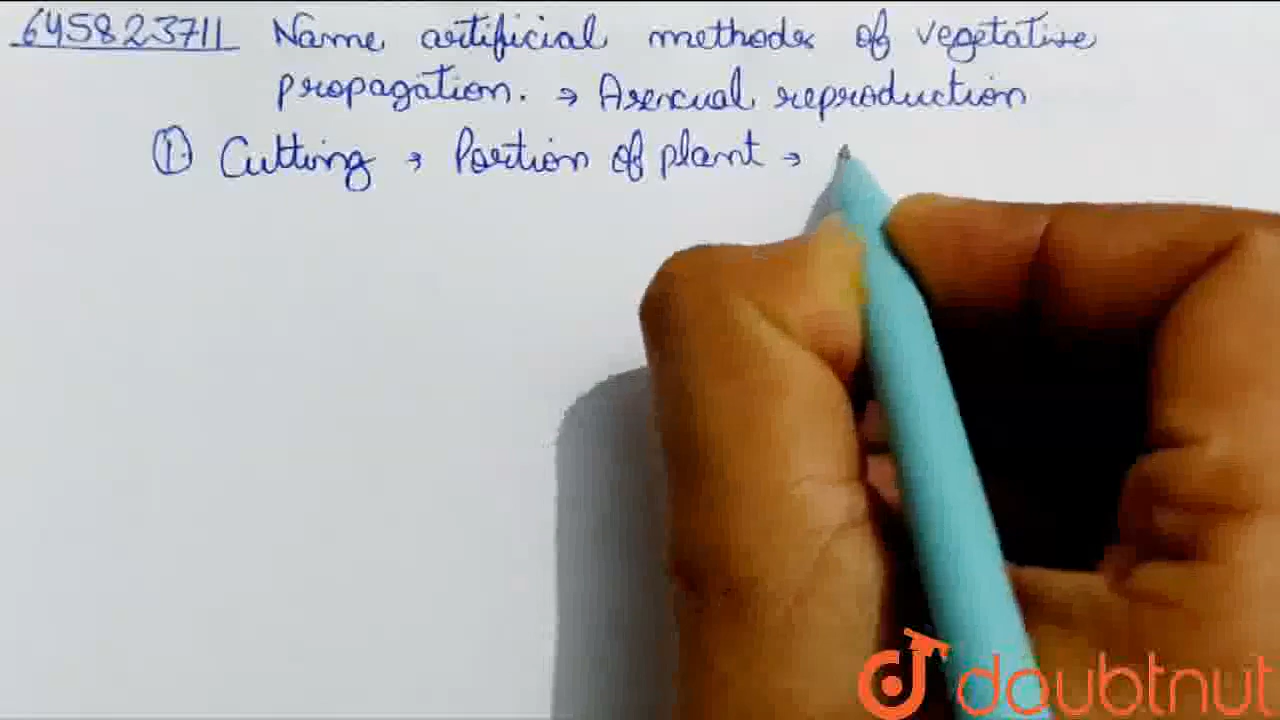 645823711 Name artificial methods of vegetative
propagation. → Asexual reproduction
① Cutting → Portion of plant →
doubtnut